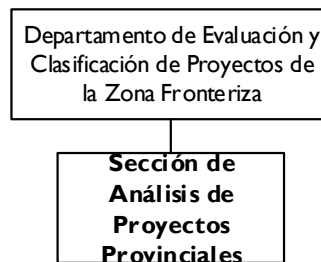 Departamento de Evaluación y
Clasificación de Proyectos de
la Zona Fronteriza
Sección de
Análisis de
Proyectos
Provinciales